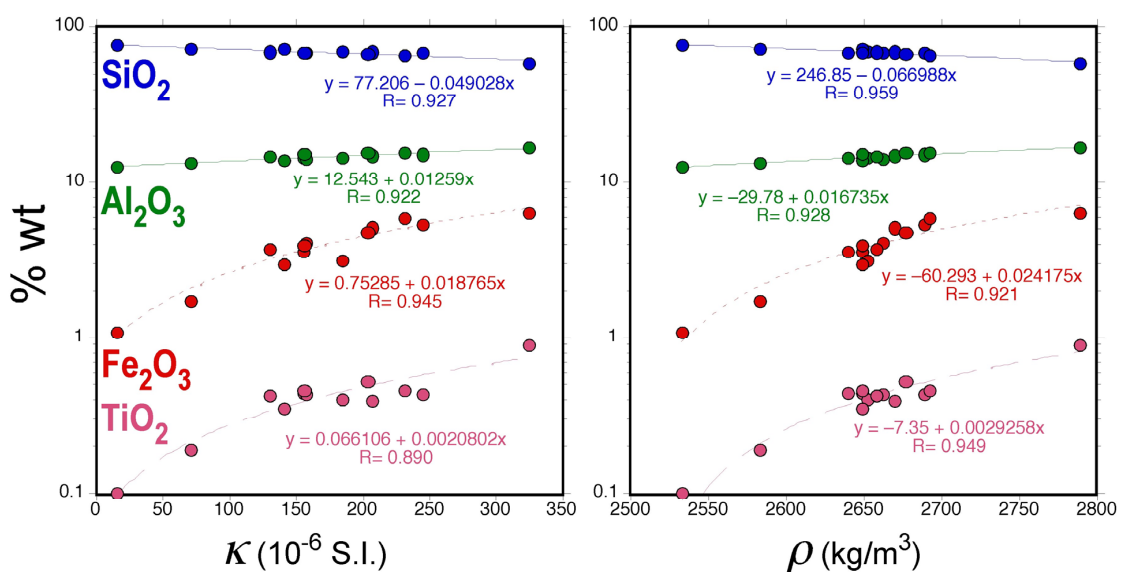 100
SiO₂
y = 77.206 − 0.049028x
R= 0.927
Al₂O₃
10
y = 12.543 + 0.01259x
R= 0.922
% wt
y = 0.75285 + 0.018765x
R= 0.945
1
Fe₂O₃
TiO₂
y = 0.066106 + 0.0020802x
R= 0.890
0.1
0 50 100 150 200 250 300 350
κ (10⁻⁶ S.I.)
100
y = 246.85 − 0.066988x
R= 0.959
10
y = −29.78 + 0.016735x
R= 0.928
y = −60.293 + 0.024175x
R= 0.921
1
y = −7.35 + 0.0029258x
R= 0.949
0.1
2500 2550 2600 2650 2700 2750 2800
ρ (kg/m³)